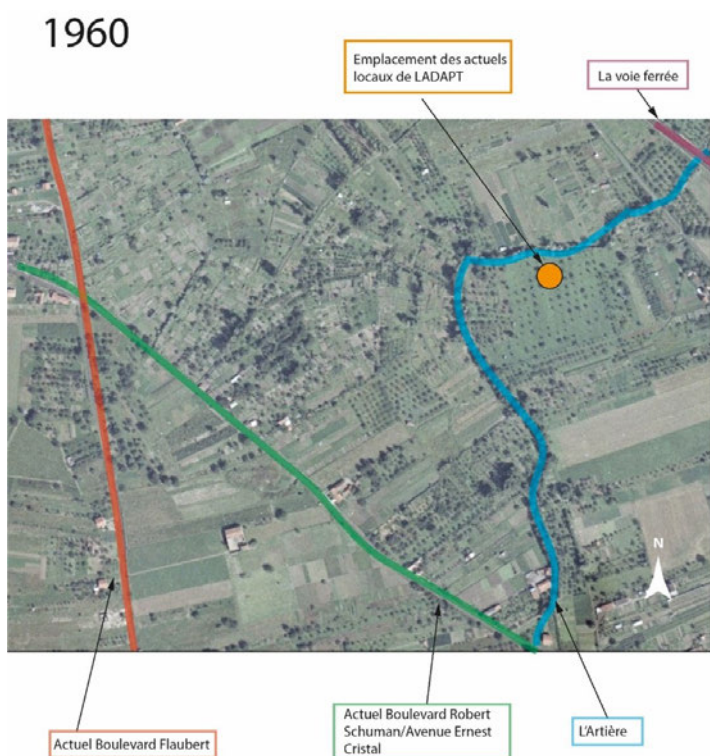 1960
Emplacement des actuels
locaux de LADAPT
La voie ferrée
N
Actuel Boulevard Flaubert
Actuel Boulevard Robert
Schuman/Avenue Ernest
Cristal
L'Artière